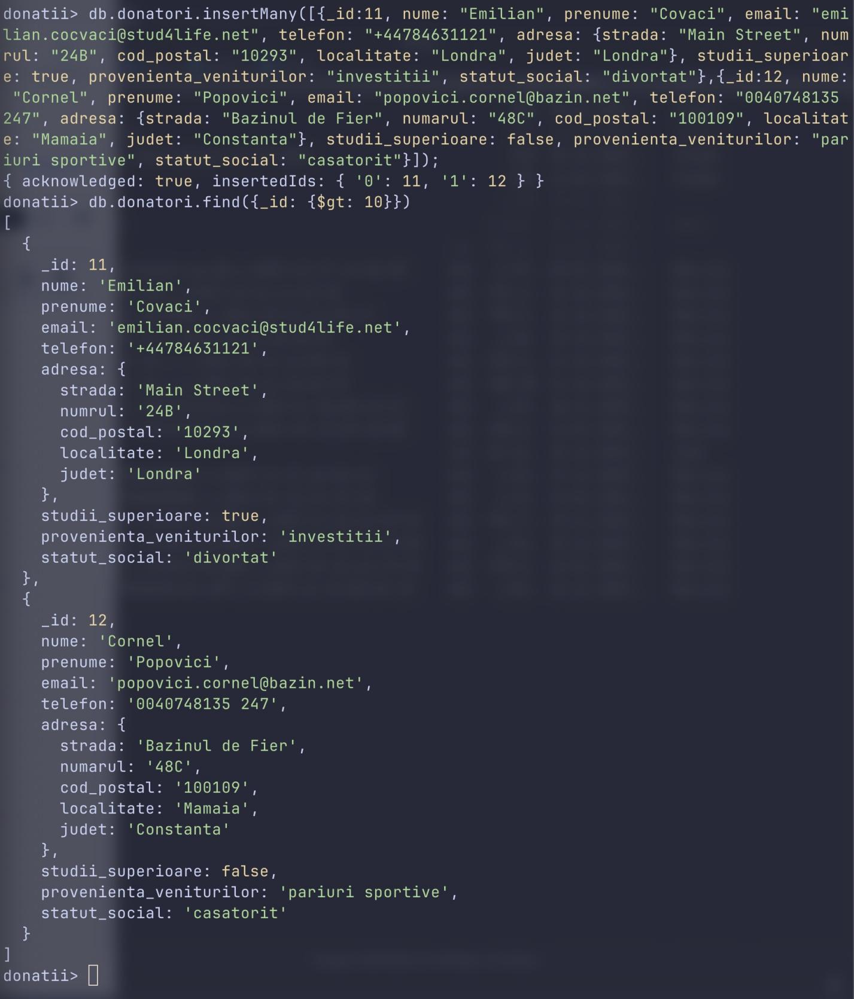 donatii> db.donatori.insertMany([{_id:11, nume: "Emilian", prenume: "Covaci", email: "emi
lian.cocvaci@stud4life.net", telefon: "+44784631121", adresa: {strada: "Main Street", num
rul: "24B", cod_postal: "10293", localitate: "Londra", judet: "Londra"}, studii_superioar
e: true, provenienta_veniturilor: "investitii", statut_social: "divortat"},{_id:12, nume:
 "Cornel", prenume: "Popovici", email: "popovici.cornel@bazin.net", telefon: "0040748135 
247", adresa: {strada: "Bazinul de Fier", numarul: "48C", cod_postal: "100109", localitat
e: "Mamaia", judet: "Constanta"}, studii_superioare: false, provenienta_veniturilor: "par
iuri sportive", statut_social: "casatorit"}]);
{ acknowledged: true, insertedIds: { '0': 11, '1': 12 } }
donatii> db.donatori.find({_id: {$gt: 10}})
[
  {
    _id: 11,
    nume: 'Emilian',
    prenume: 'Covaci',
    email: 'emilian.cocvaci@stud4life.net',
    telefon: '+44784631121',
    adresa: {
      strada: 'Main Street',
      numrul: '24B',
      cod_postal: '10293',
      localitate: 'Londra',
      judet: 'Londra'
    },
    studii_superioare: true,
    provenienta_veniturilor: 'investitii',
    statut_social: 'divortat'
  },
  {
    _id: 12,
    nume: 'Cornel',
    prenume: 'Popovici',
    email: 'popovici.cornel@bazin.net',
    telefon: '0040748135 247',
    adresa: {
      strada: 'Bazinul de Fier',
      numarul: '48C',
      cod_postal: '100109',
      localitate: 'Mamaia',
      judet: 'Constanta'
    },
    studii_superioare: false,
    provenienta_veniturilor: 'pariuri sportive',
    statut_social: 'casatorit'
  }
]
donatii>